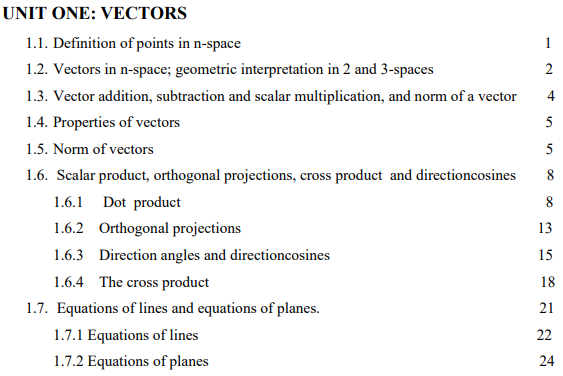 UNIT ONE: VECTORS
1.1. Definition of points in n-space 1
1.2. Vectors in n-space; geometric interpretation in 2 and 3-spaces 2
1.3. Vector addition, subtraction and scalar multiplication, and norm of a vector 4
1.4. Properties of vectors 5
1.5. Norm of vectors 5
1.6. Scalar product, orthogonal projections, cross product and directioncosines 8
1.6.1 Dot product 8
1.6.2 Orthogonal projections 13
1.6.3 Direction angles and directioncosines 15
1.6.4 The cross product 18
1.7. Equations of lines and equations of planes. 21
1.7.1 Equations of lines 22
1.7.2 Equations of planes 24